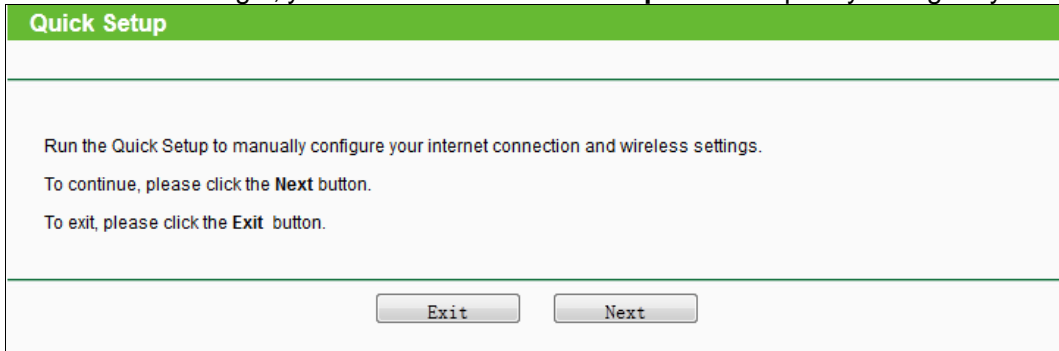 Quick Setup
Run the Quick Setup to manually configure your internet connection and wireless settings.
To continue, please click the Next button.
To exit, please click the Exit button.
Exit Next